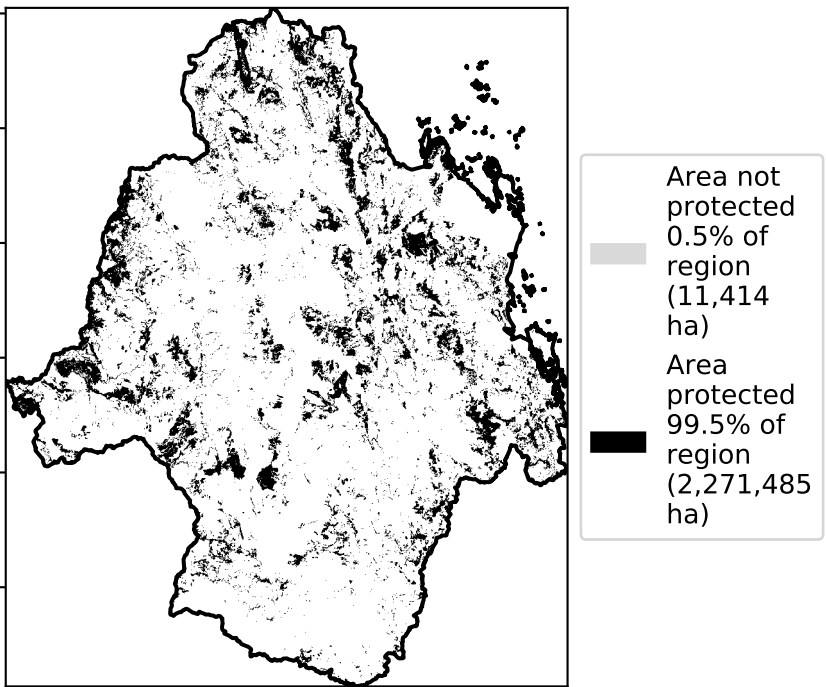 Area not
protected
0.5% of
region
(11,414
ha)
Area
protected
99.5% of
region
(2,271,485
ha)